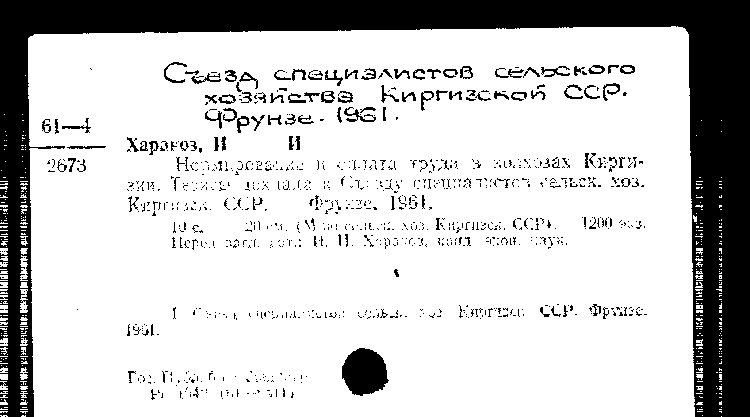 Съезд специалистов сельского
хозяйства Киргизской ССР.
Фрунзе. 1961.
61—4
2673
Харахоз, И И
Нормирование и оплата труда в колхозах Кирги-
зии. Тезисы доклада к Съезду специалистов сельск. хоз.
Киргизск. ССР. Фрунзе, 1961.
10 с. 20 см. (М-во сельск. хоз. Киргизск. ССР). 1200 экз.
Перед загл. авт.: И. И. канд. экон. наук.
1. Съезд специалистов сельск. хоз. Киргизск. ССР. Фрунзе.
1961.